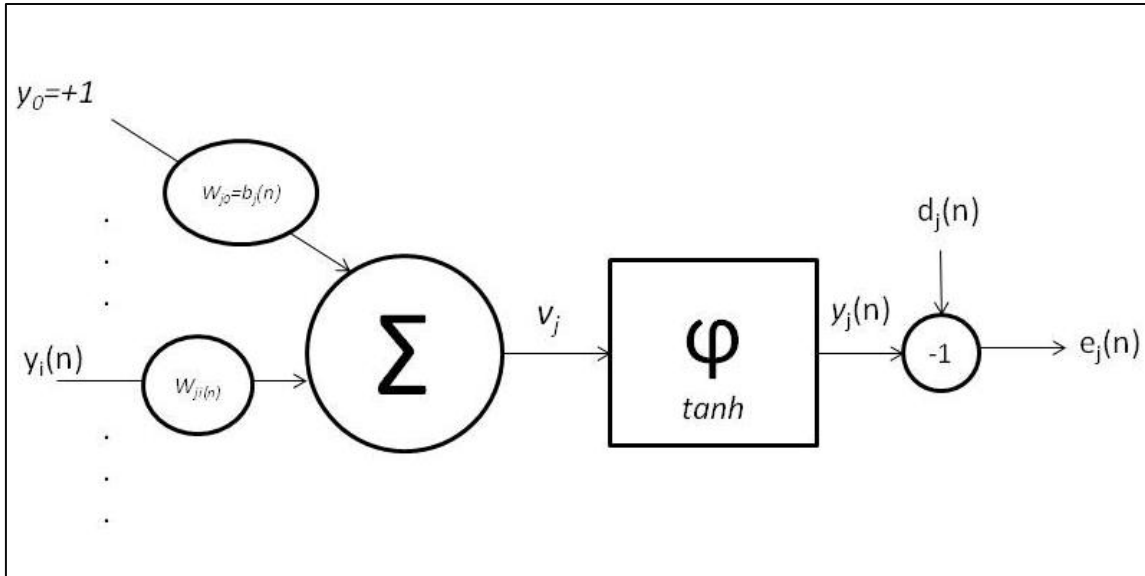 y0=+1
Wj0=bj(n)
.
.
.
yi(n)
Wji(n)
.
.
.
Σ
vj
φ
tanh
yj(n)
dj(n)
-1
ej(n)